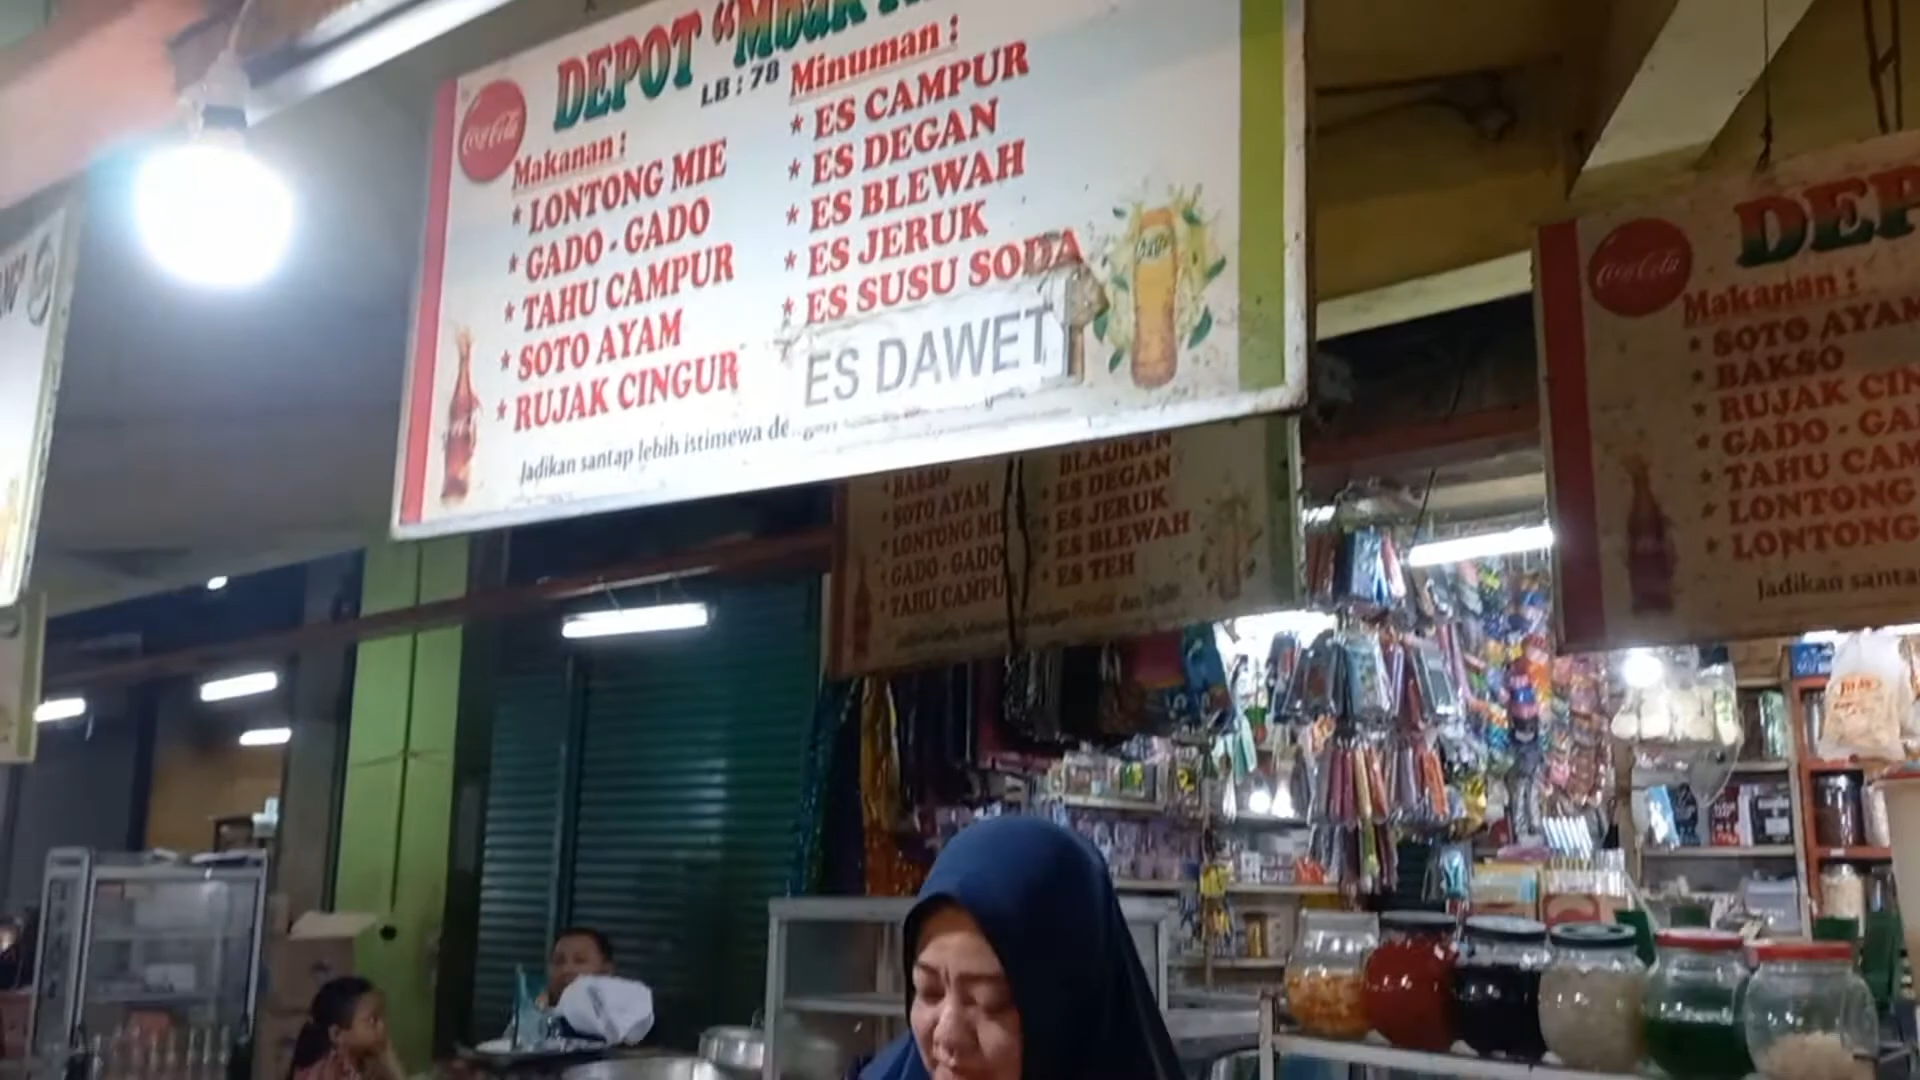 DEPOT "Mbak
LB : 78
Coca-Cola
Makanan :
* LONTONG MIE
* GADO - GADO
* TAHU CAMPUR
* SOTO AYAM
* RUJAK CINGUR
Minuman :
* ES CAMPUR
* ES DEGAN
* ES BLEWAH
* ES JERUK
* ES SUSU SODA
ES DAWET
Jadikan santap lebih istimewa
* BAKSO
* SOTO AYAM
* LONTONG MIE
* GADO - GADO
* TAHU CAMPUR
BLAURAN
* ES DEGAN
* ES JERUK
* ES BLEWAH
* ES TEH
Coca-Cola
DEP
Makanan :
* SOTO AYAM
* BAKSO
* RUJAK CIN
* GADO - GA
* TAHU CAM
* LONTONG
* LONTONG
Jadikan santa